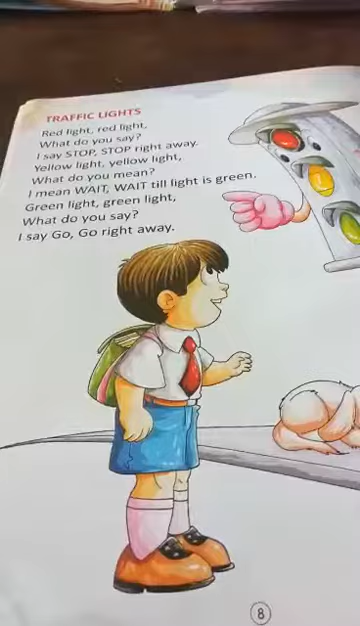 TRAFFIC LIGHTS
Red light, red light,
What do you say?
I say STOP, STOP right away.
Yellow light, yellow light,
What do you mean?
I mean WAIT, WAIT till light is green.
Green light, green light,
What do you say?
I say Go, Go right away.
8